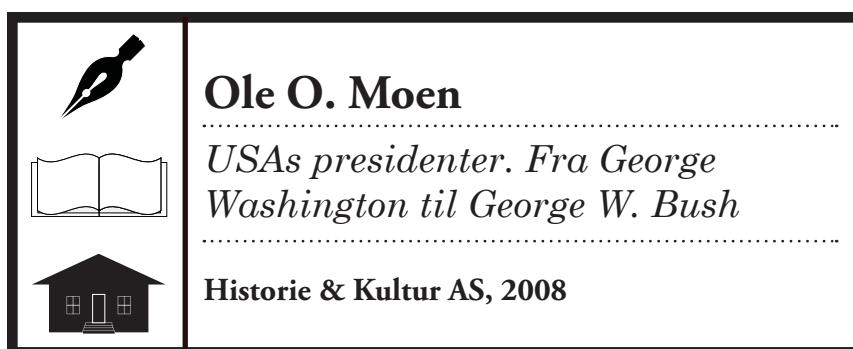 Ole O. Moen
USAs presidenter. Fra George
Washington til George W. Bush
Historie & Kultur AS, 2008